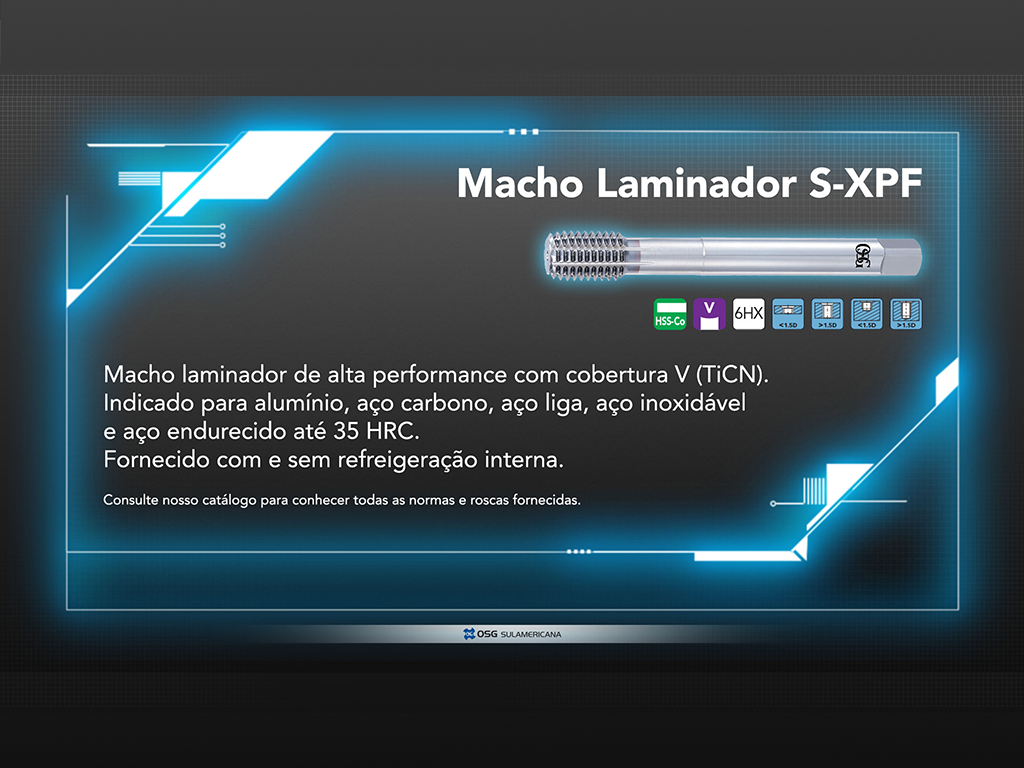 Macho Laminador S-XPF
OSG
HSS-Co V 6HX <1.5D >1.5D <1.5D >1.5D
Macho laminador de alta performance com cobertura V (TiCN).
Indicado para alumínio, aço carbono, aço liga, aço inoxidável
e aço endurecido até 35 HRC.
Fornecido com e sem refreigeração interna.
Consulte nosso catálogo para conhecer todas as normas e roscas fornecidas.
OSG SULAMERICANA